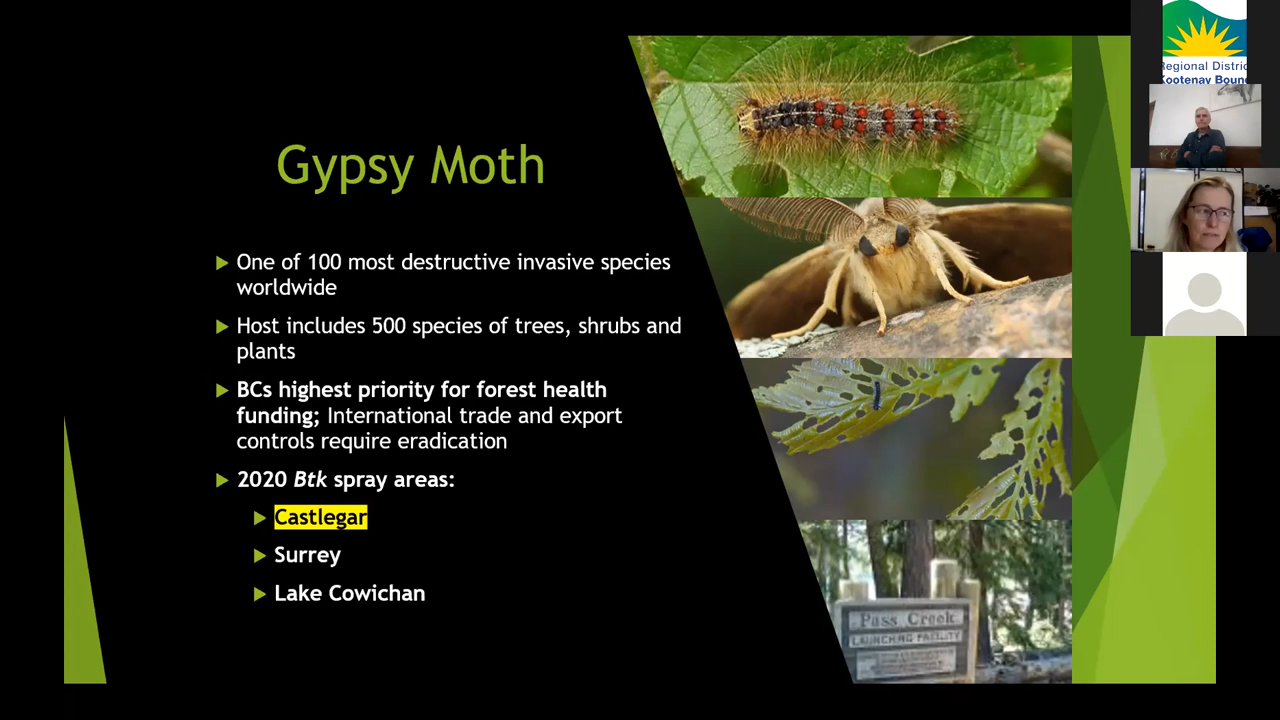 Gypsy Moth
One of 100 most destructive invasive species
worldwide
Host includes 500 species of trees, shrubs and
plants
BCs highest priority for forest health
funding; International trade and export
controls require eradication
2020 Btk spray areas:
Castlegar
Surrey
Lake Cowichan
Pass Creek
LAUNCHING FACILITY
Regional Distric
Kootenay Boun